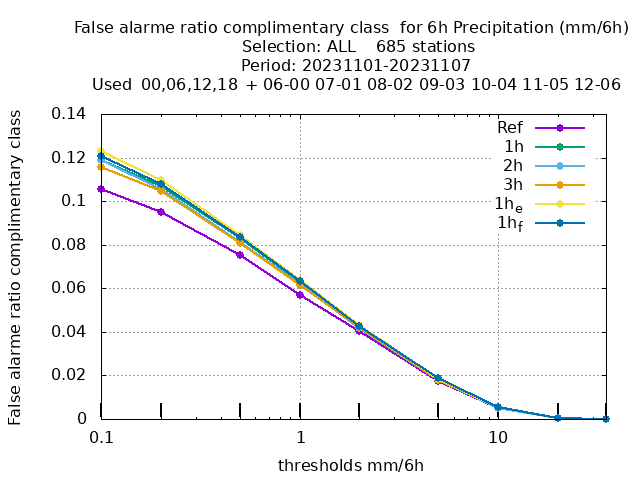 False alarme ratio complimentary class  for 6h Precipitation (mm/6h)
Selection: ALL    685 stations
Period: 20231101-20231107
Used  00,06,12,18  + 06-00 07-01 08-02 09-03 10-04 11-05 12-06
False alarme ratio complimentary class
0.14
0.12
0.1
0.08
0.06
0.04
0.02
0
Ref
1h
2h
3h
1h_e
1h_f
0.1 1 10
thresholds mm/6h